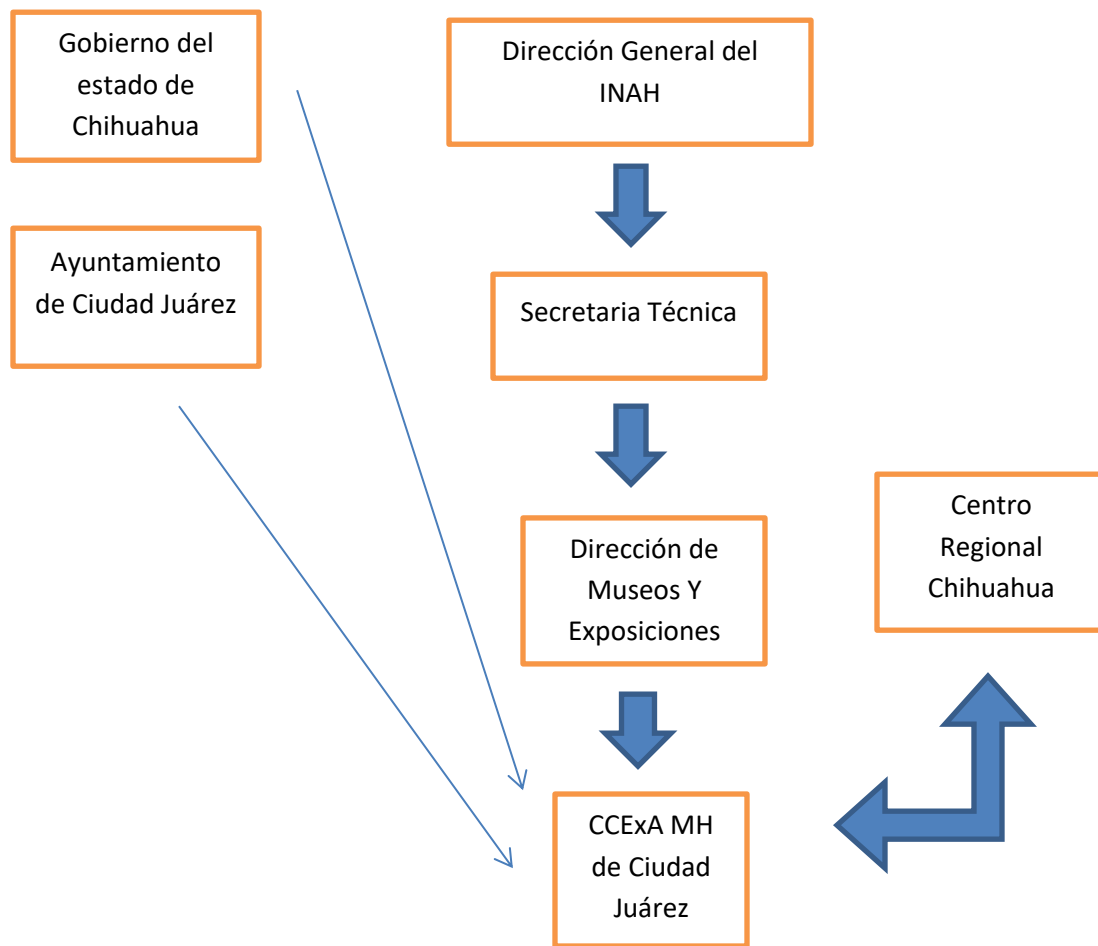 Gobierno del
estado de
Chihuahua
Dirección General del
INAH
Ayuntamiento
de Ciudad Juárez
Secretaria Técnica
Dirección de
Museos Y
Exposiciones
Centro
Regional
Chihuahua
CCExA MH
de Ciudad
Juárez